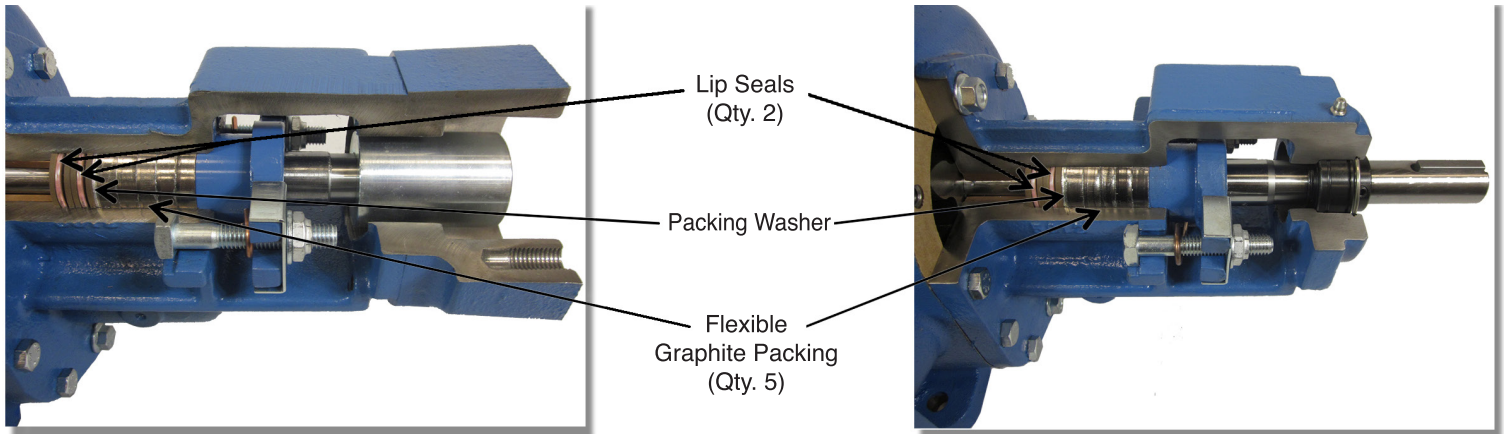 Lip Seals
(Qty. 2)
Packing Washer
Flexible
Graphite Packing
(Qty. 5)